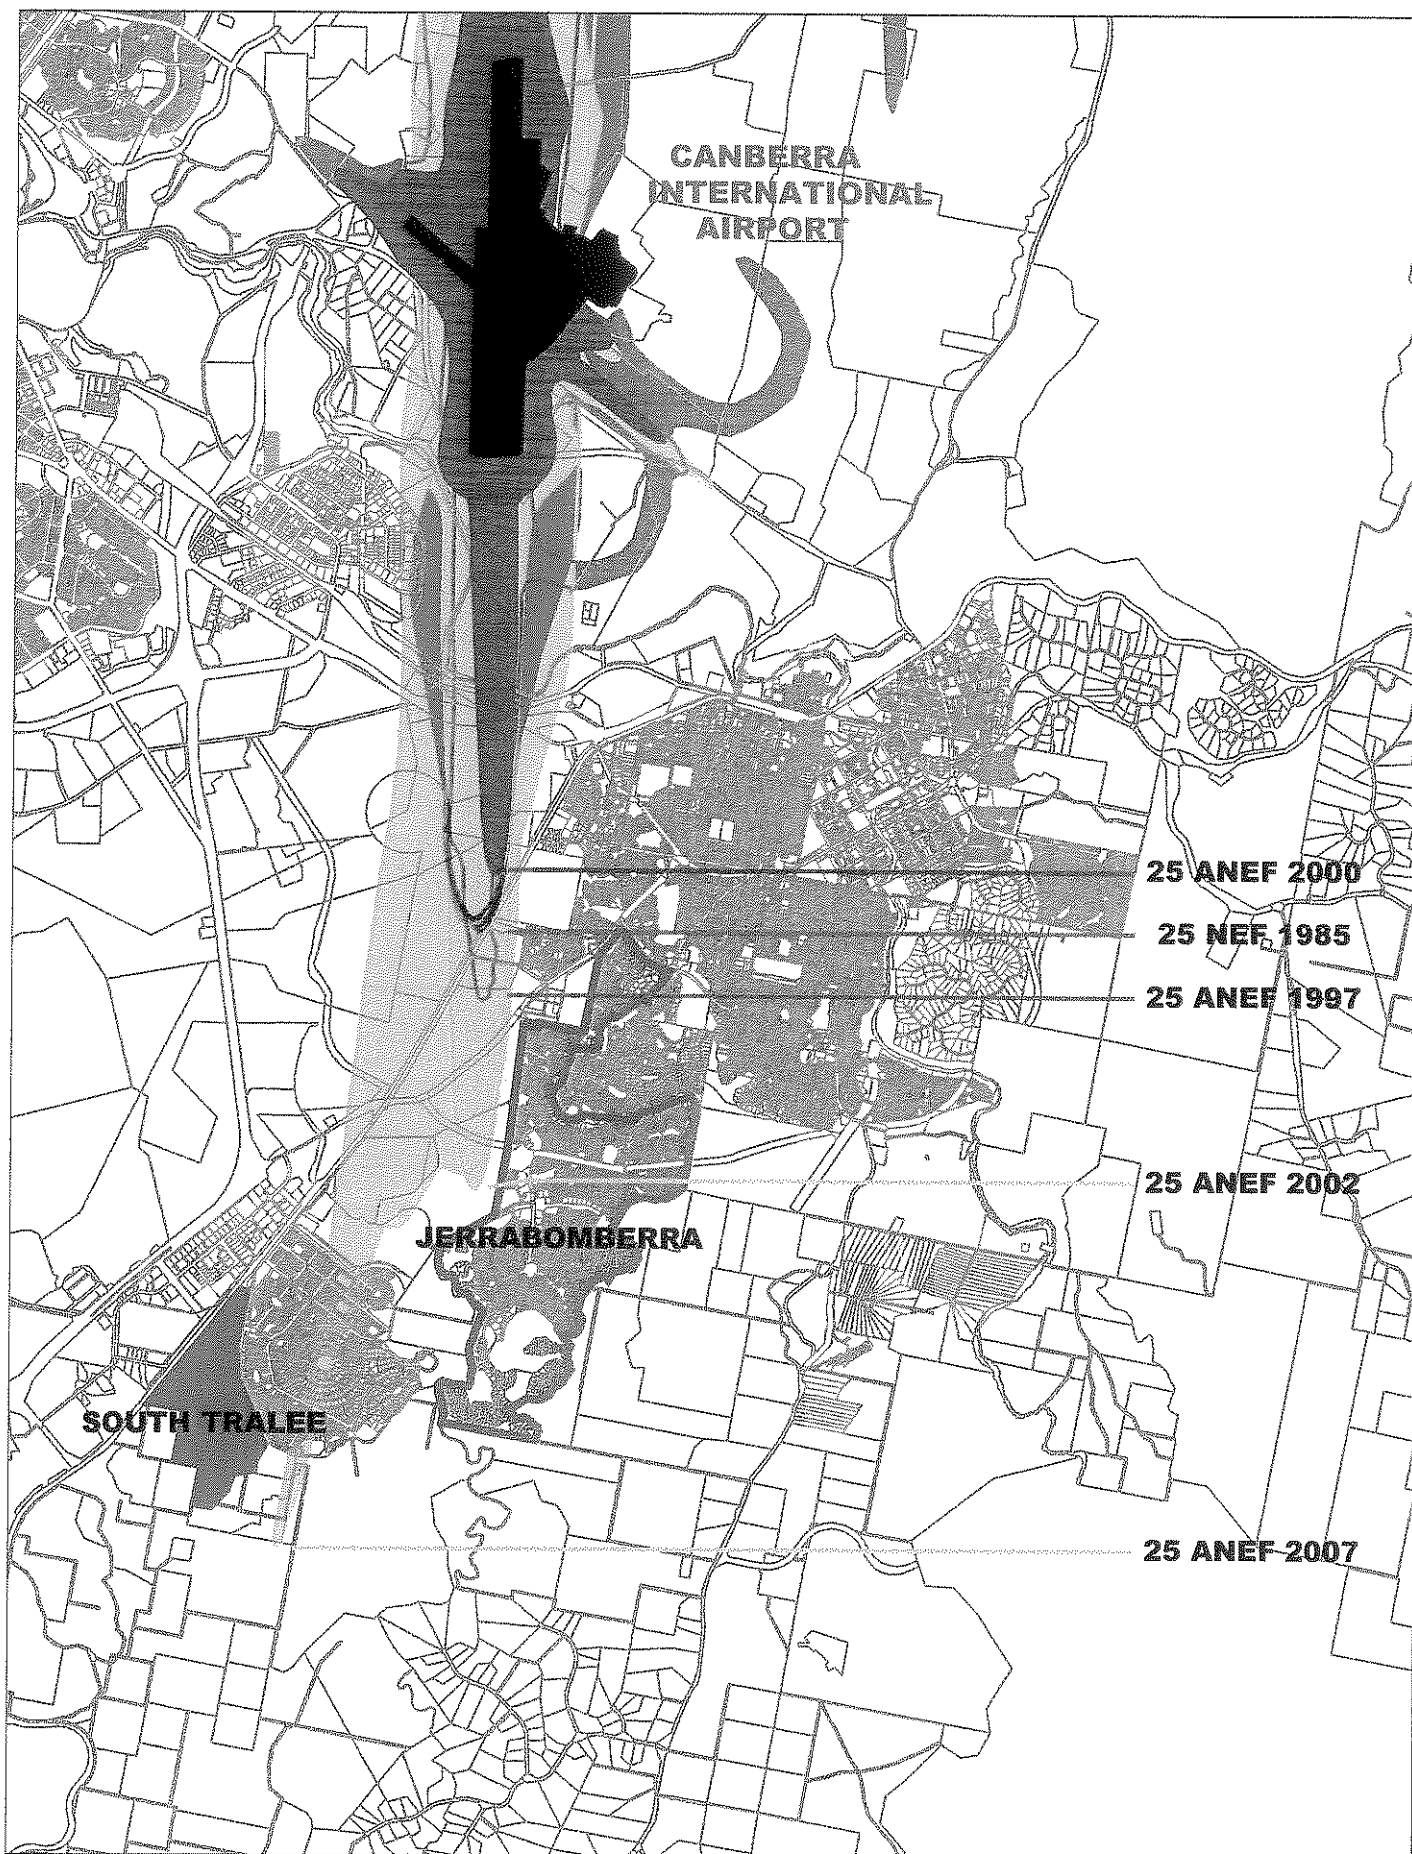 CANBERRA
INTERNATIONAL
AIRPORT
25 ANEF 2000
25 NEF 1985
25 ANEF 1997
25 ANEF 2002
JERRABOMBERRA
SOUTH TRALEE
25 ANEF 2007